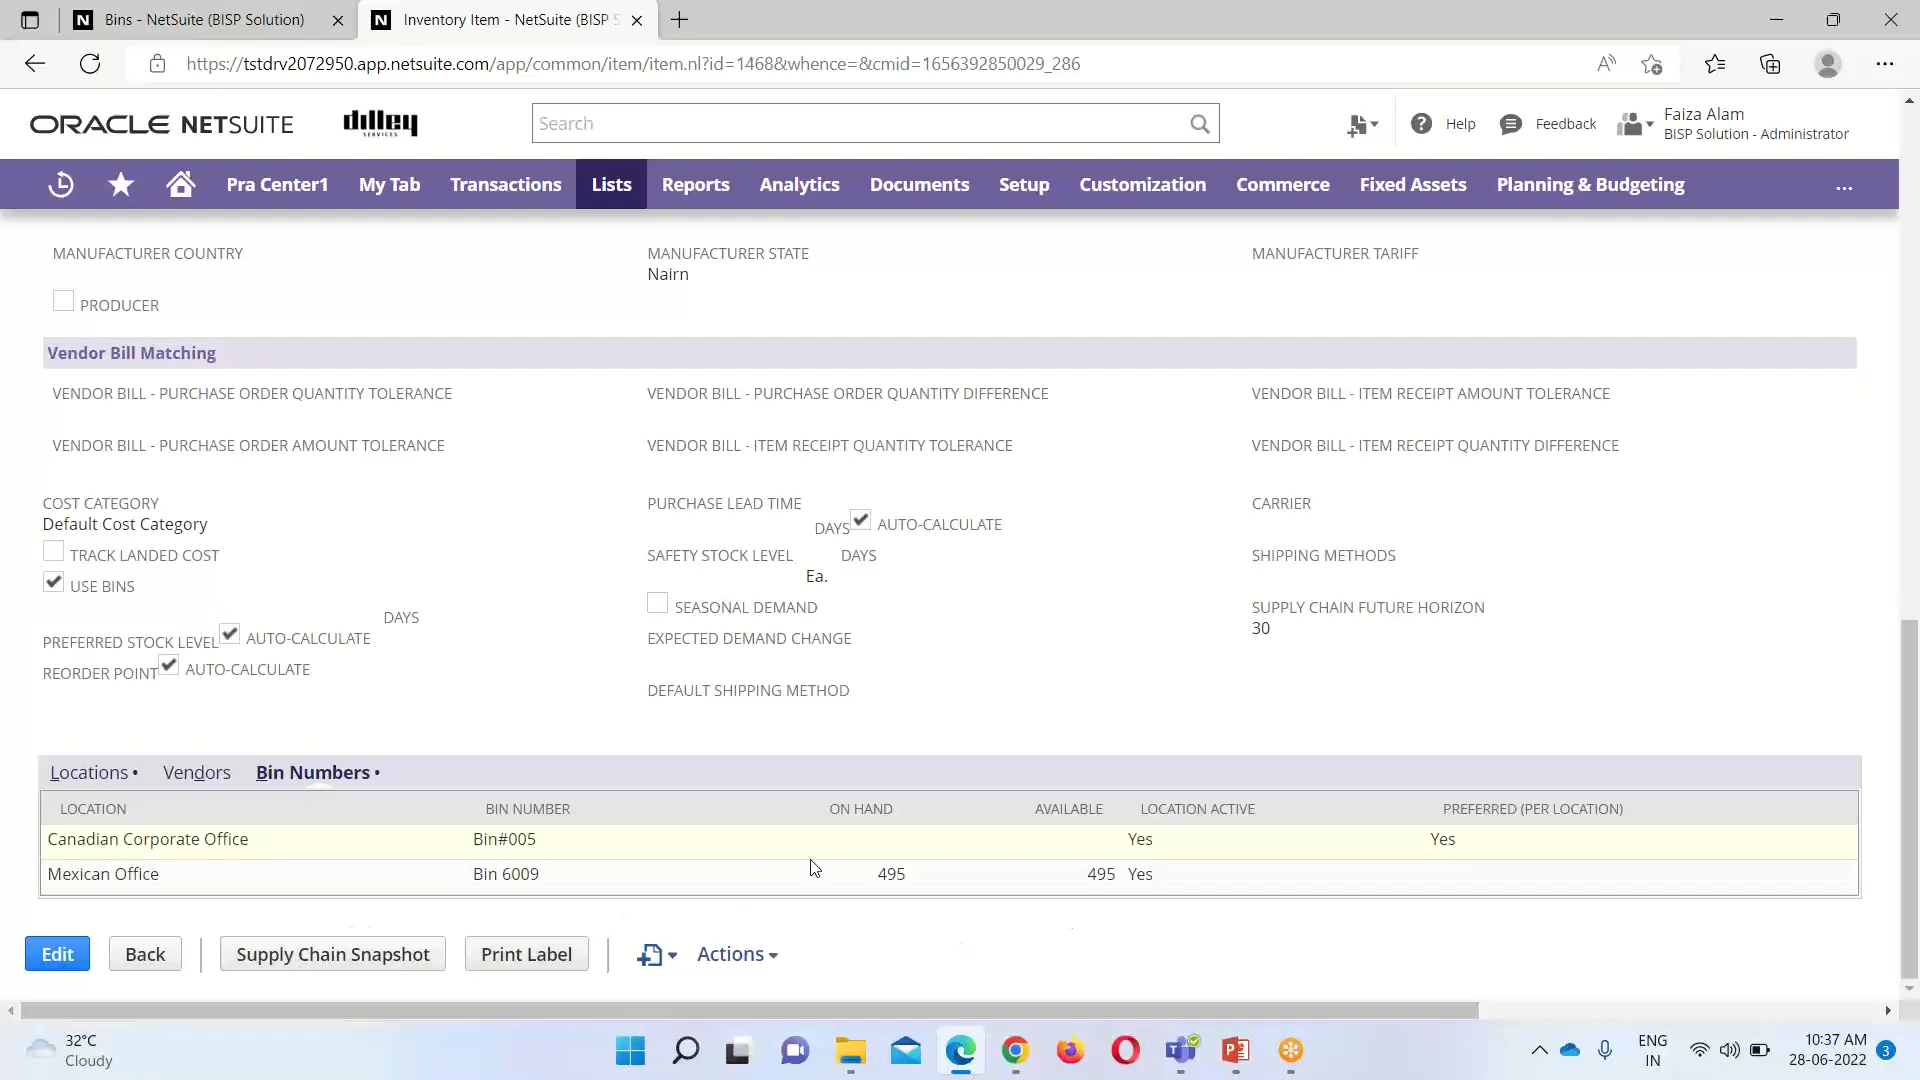 Bins - NetSuite (BISP Solution)
Inventory Item - NetSuite (BISP S
https://tstdrv2072950.app.netsuite.com/app/common/item/item.nl?id=1468&whence=&cmid=1656392850029_286
ORACLE NETSUITE
dilley
SERVICES
Search
Help
Feedback
Faiza Alam
BISP Solution - Administrator
Pra Center1
My Tab
Transactions
Lists
Reports
Analytics
Documents
Setup
Customization
Commerce
Fixed Assets
Planning & Budgeting
...
MANUFACTURER COUNTRY
MANUFACTURER STATE
Nairn
MANUFACTURER TARIFF
PRODUCER
Vendor Bill Matching
VENDOR BILL - PURCHASE ORDER QUANTITY TOLERANCE
VENDOR BILL - PURCHASE ORDER QUANTITY DIFFERENCE
VENDOR BILL - ITEM RECEIPT AMOUNT TOLERANCE
VENDOR BILL - PURCHASE ORDER AMOUNT TOLERANCE
VENDOR BILL - ITEM RECEIPT QUANTITY TOLERANCE
VENDOR BILL - ITEM RECEIPT QUANTITY DIFFERENCE
COST CATEGORY
Default Cost Category
TRACK LANDED COST
USE BINS
DAYS
PREFERRED STOCK LEVEL AUTO-CALCULATE
REORDER POINT AUTO-CALCULATE
PURCHASE LEAD TIME
DAYS AUTO-CALCULATE
SAFETY STOCK LEVEL DAYS
Ea.
SEASONAL DEMAND
EXPECTED DEMAND CHANGE
DEFAULT SHIPPING METHOD
CARRIER
SHIPPING METHODS
SUPPLY CHAIN FUTURE HORIZON
30
Locations • Vendors Bin Numbers •
LOCATION BIN NUMBER ON HAND AVAILABLE LOCATION ACTIVE PREFERRED (PER LOCATION)
Canadian Corporate Office Bin#005 Yes Yes
Mexican Office Bin 6009 495 495 Yes
Edit
Back
Supply Chain Snapshot
Print Label
Actions
32°C
Cloudy
ENG
IN
10:37 AM
28-06-2022
3